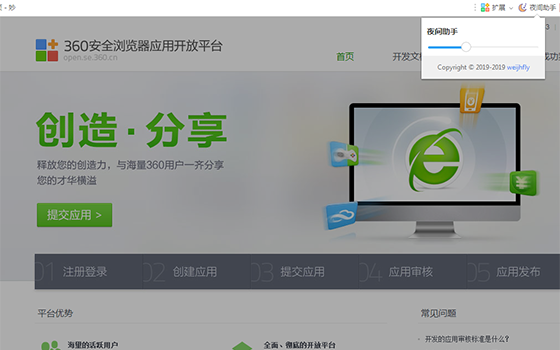 妙
扩展
夜间助手
夜间助手
3
Copyright © 2019-2019 weijhfly
360安全浏览器应用开放平台
open.se.360.cn
首页
开发文档
成功
创造·分享
释放您的创造力，与海量360用户一齐分享
您的才华横溢
提交应用 >
01 注册登录
02 创建应用
03 提交应用
04 应用审核
05 应用发布
平台优势
常见问题
海里的活跃用户
全面、彻底的开放平台
开发的应用审核标准是什么?